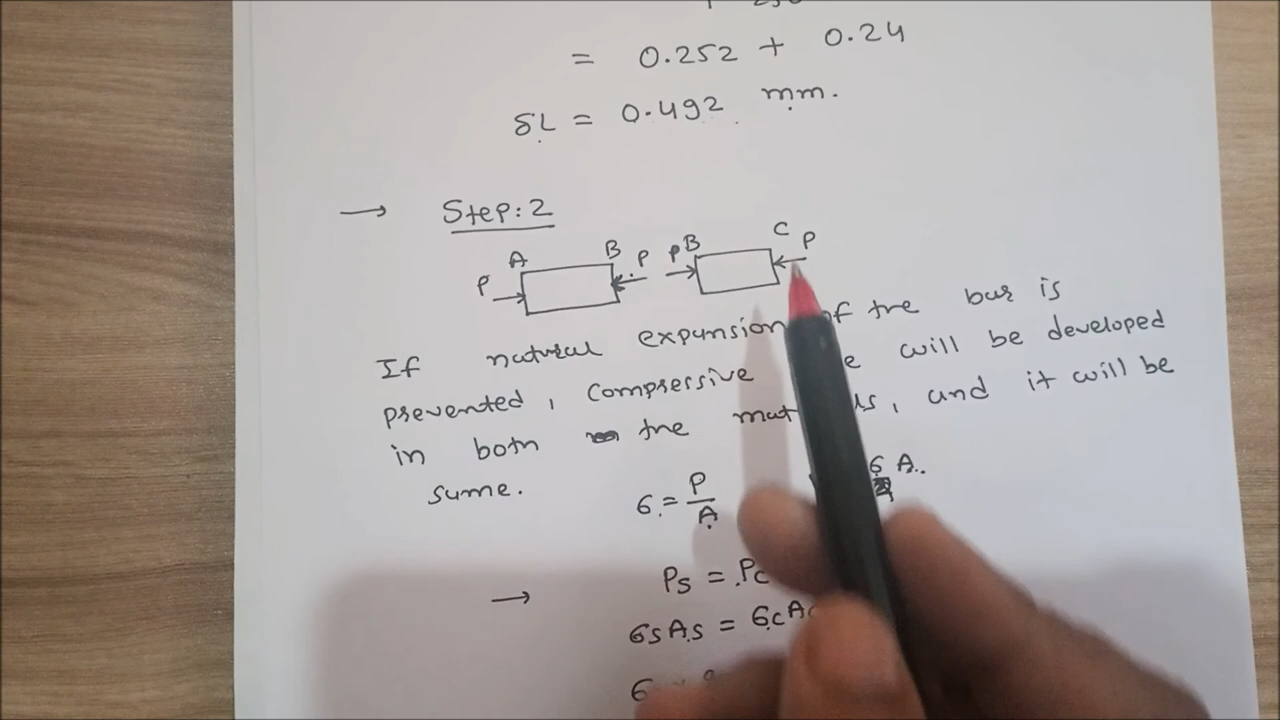 = 0.252 + 0.24
δL = 0.492 mm.
→ Step:2
A B P P B C P
P
If natural expansion of the bar is
prevented, compressive will be developed
in both the and it will be
same.
σ = P/A σ A.
→ Ps = Pc
σs As = σc Ac